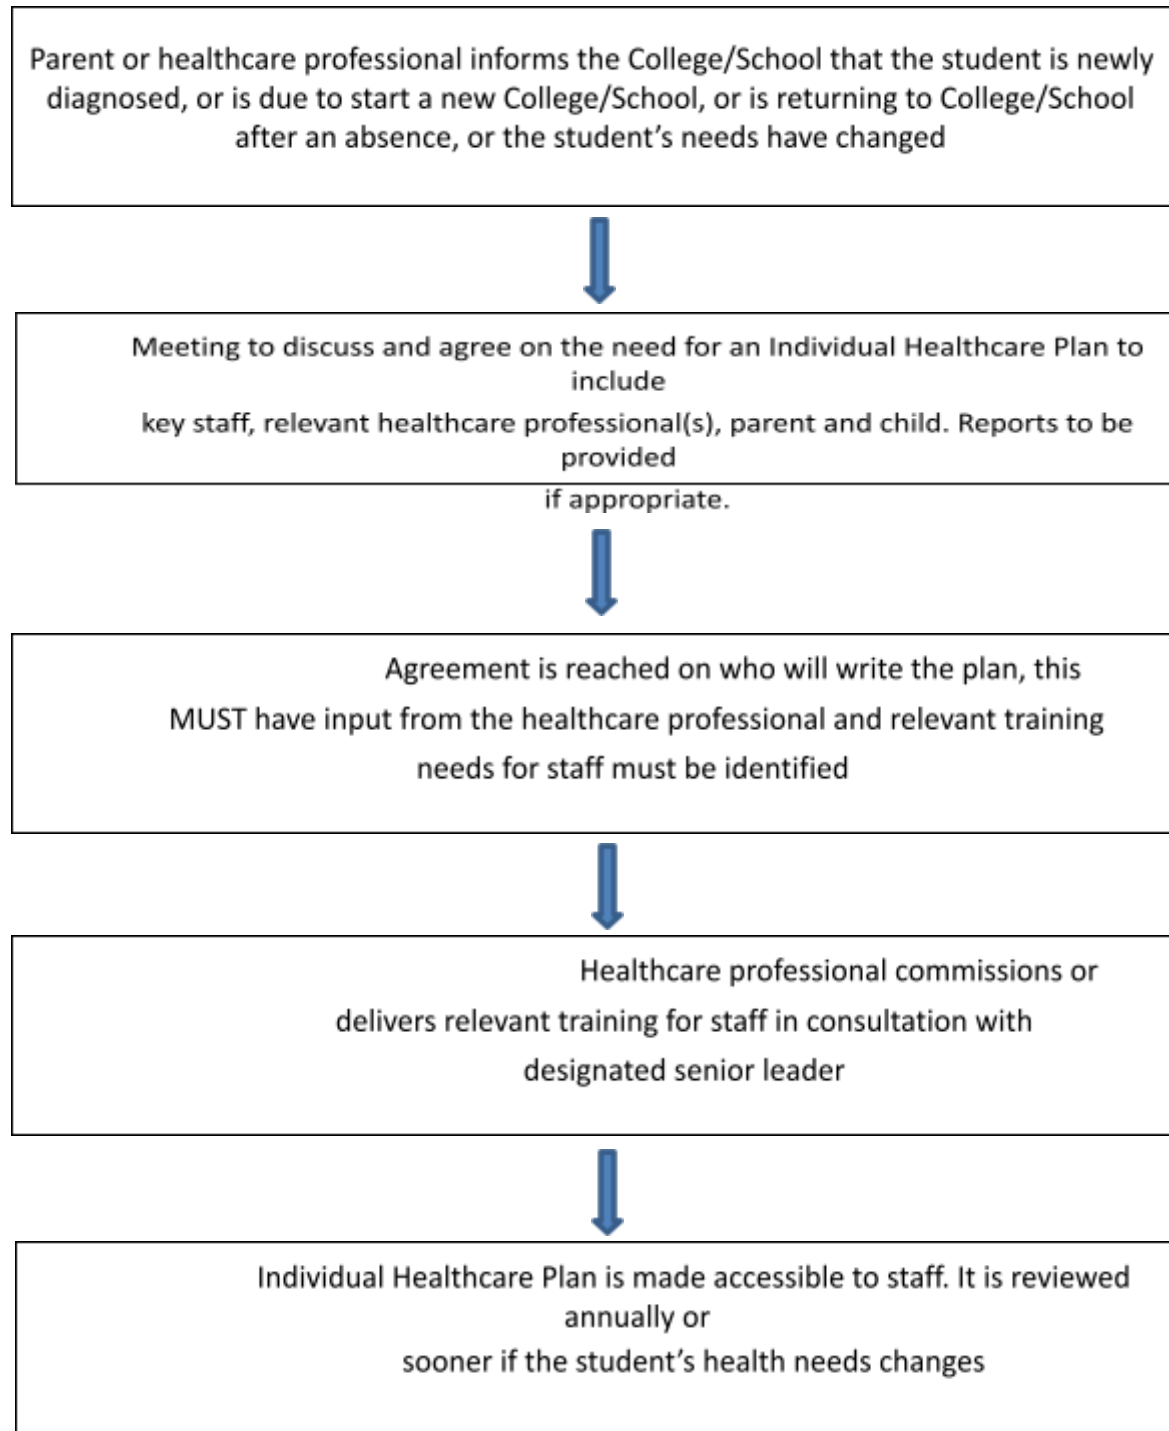 Parent or healthcare professional informs the College/School that the student is newly
diagnosed, or is due to start a new College/School, or is returning to College/School
after an absence, or the student’s needs have changed
Meeting to discuss and agree on the need for an Individual Healthcare Plan to
include
key staff, relevant healthcare professional(s), parent and child. Reports to be
provided
if appropriate.
Agreement is reached on who will write the plan, this
MUST have input from the healthcare professional and relevant training
needs for staff must be identified
Healthcare professional commissions or
delivers relevant training for staff in consultation with
designated senior leader
Individual Healthcare Plan is made accessible to staff. It is reviewed
annually or
sooner if the student’s health needs changes